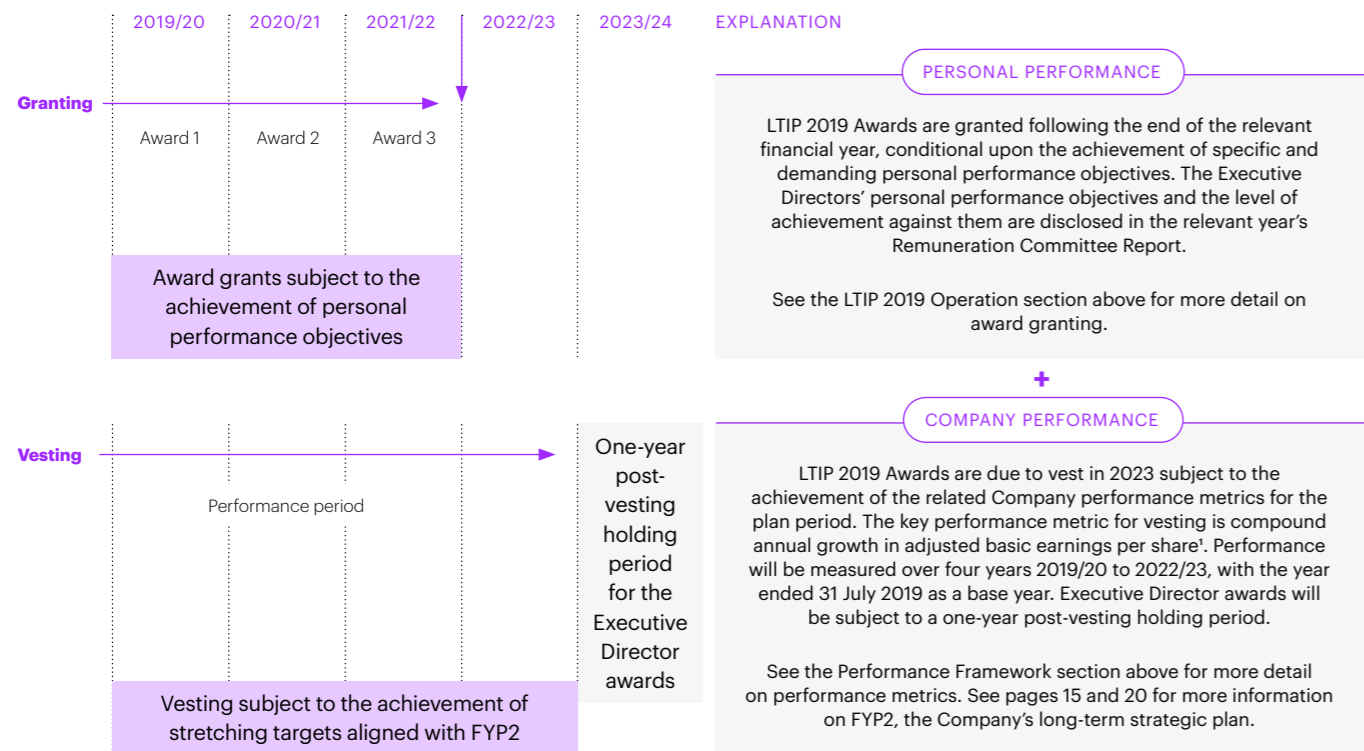 2019/20 2020/21 2021/22 2022/23 2023/24 EXPLANATION
Granting
Award 1 Award 2 Award 3
Award grants subject to the
achievement of personal
performance objectives
PERSONAL PERFORMANCE
LTIP 2019 Awards are granted following the end of the relevant
financial year, conditional upon the achievement of specific and
demanding personal performance objectives. The Executive
Directors’ personal performance objectives and the level of
achievement against them are disclosed in the relevant year’s
Remuneration Committee Report.
See the LTIP 2019 Operation section above for more detail on
award granting.
+
Vesting
Performance period
Vesting subject to the achievement of
stretching targets aligned with FYP2
One-year
post-
vesting
holding
period
for the
Executive
Director
awards
COMPANY PERFORMANCE
LTIP 2019 Awards are due to vest in 2023 subject to the
achievement of the related Company performance metrics for the
plan period. The key performance metric for vesting is compound
annual growth in adjusted basic earnings per share¹. Performance
will be measured over four years 2019/20 to 2022/23, with the year
ended 31 July 2019 as a base year. Executive Director awards will
be subject to a one-year post-vesting holding period.
See the Performance Framework section above for more detail
on performance metrics. See pages 15 and 20 for more information
on FYP2, the Company’s long-term strategic plan.